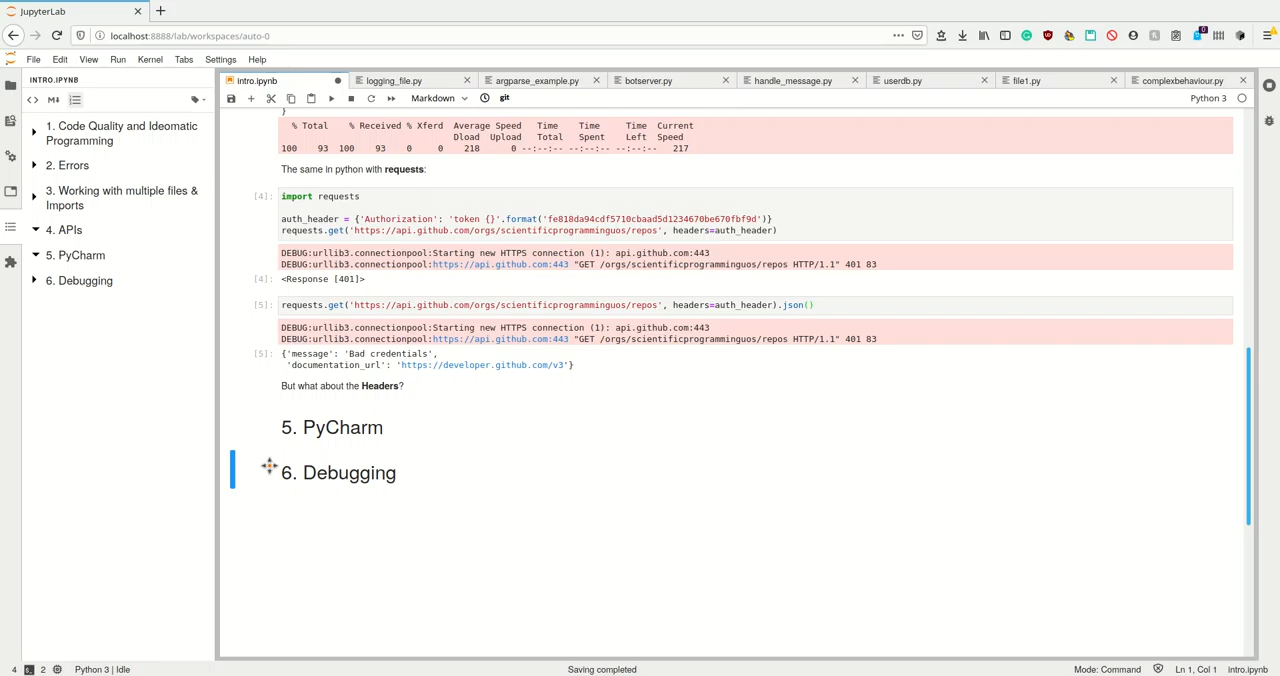 JupyterLab
localhost:8888/lab/workspaces/auto-0
File Edit View Run Kernel Tabs Settings Help
INTRO.IPYNB
1. Code Quality and Ideomatic
Programming
2. Errors
3. Working with multiple files &
Imports
4. APIs
5. PyCharm
6. Debugging
intro.ipynb logging_file.py argparse_example.py botserver.py handle_message.py userdb.py file1.py complexbehaviour.py
Markdown git Python 3
}
% Total % Received % Xferd Average Speed Time Time Time Current
Dload Upload Total Spent Left Speed
100 93 100 93 0 0 218 0 --:--:-- --:--:-- --:--:-- 217
The same in python with requests:
[4]: import requests
auth_header = {'Authorization': 'token {}'.format('fe818da94cdf5710cbaad5d1234670be670fbf9d')}
requests.get('https://api.github.com/orgs/scientificprogramminguos/repos', headers=auth_header)
DEBUG:urllib3.connectionpool:Starting new HTTPS connection (1): api.github.com:443
DEBUG:urllib3.connectionpool:https://api.github.com:443 "GET /orgs/scientificprogramminguos/repos HTTP/1.1" 401 83
[4]: <Response [401]>
[5]: requests.get('https://api.github.com/orgs/scientificprogramminguos/repos', headers=auth_header).json()
DEBUG:urllib3.connectionpool:Starting new HTTPS connection (1): api.github.com:443
DEBUG:urllib3.connectionpool:https://api.github.com:443 "GET /orgs/scientificprogramminguos/repos HTTP/1.1" 401 83
[5]: {'message': 'Bad credentials',
'documentation_url': 'https://developer.github.com/v3'}
But what about the Headers?
5. PyCharm
6. Debugging
4 2 Python 3 | Idle Saving completed Mode: Command Ln 1, Col 1 intro.ipynb